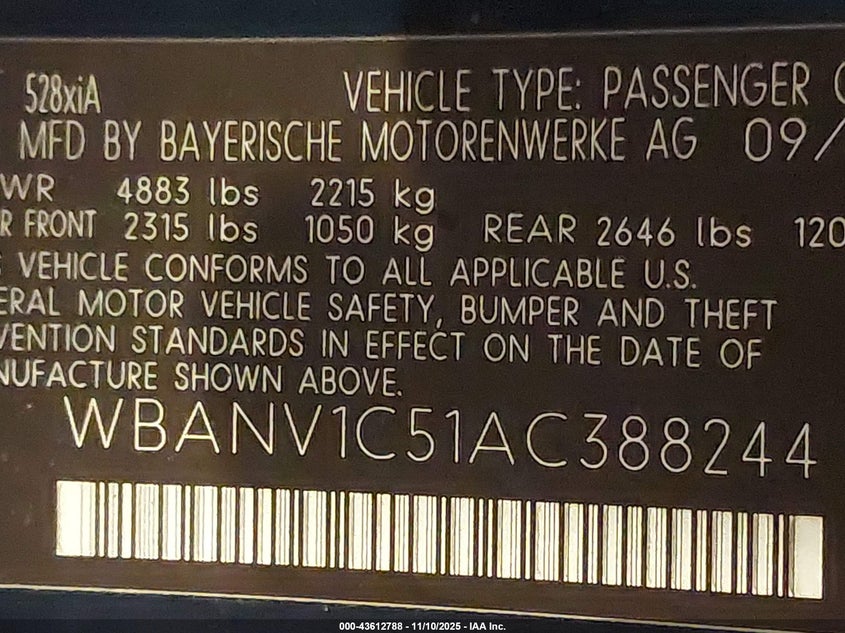 528xiA VEHICLE TYPE: PASSENGER
MFD BY BAYERISCHE MOTORENWERKE AG 09/
WR 4883 lbs 2215 kg
R FRONT 2315 lbs 1050 kg REAR 2646 lbs 120
VEHICLE CONFORMS TO ALL APPLICABLE U.S.
ERAL MOTOR VEHICLE SAFETY, BUMPER AND THEFT
VENTION STANDARDS IN EFFECT ON THE DATE OF
NUFACTURE SHOWN ABOVE.
WBANV1C51AC388244
000-43612788 - 11/10/2025 - IAA Inc.